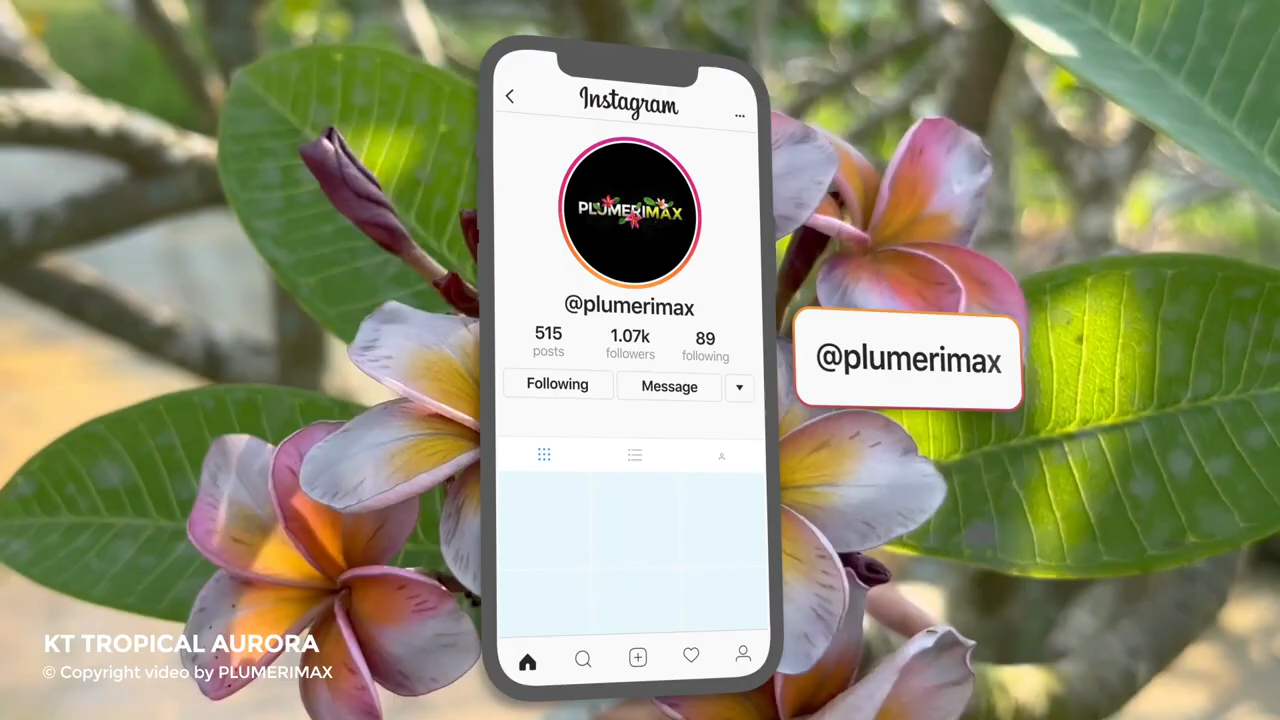 Instagram
...
PLUMERIMAX
@plumerimax
515 1.07k 89
posts followers following
Following Message
@plumerimax
KT TROPICAL AURORA
© Copyright video by PLUMERIMAX